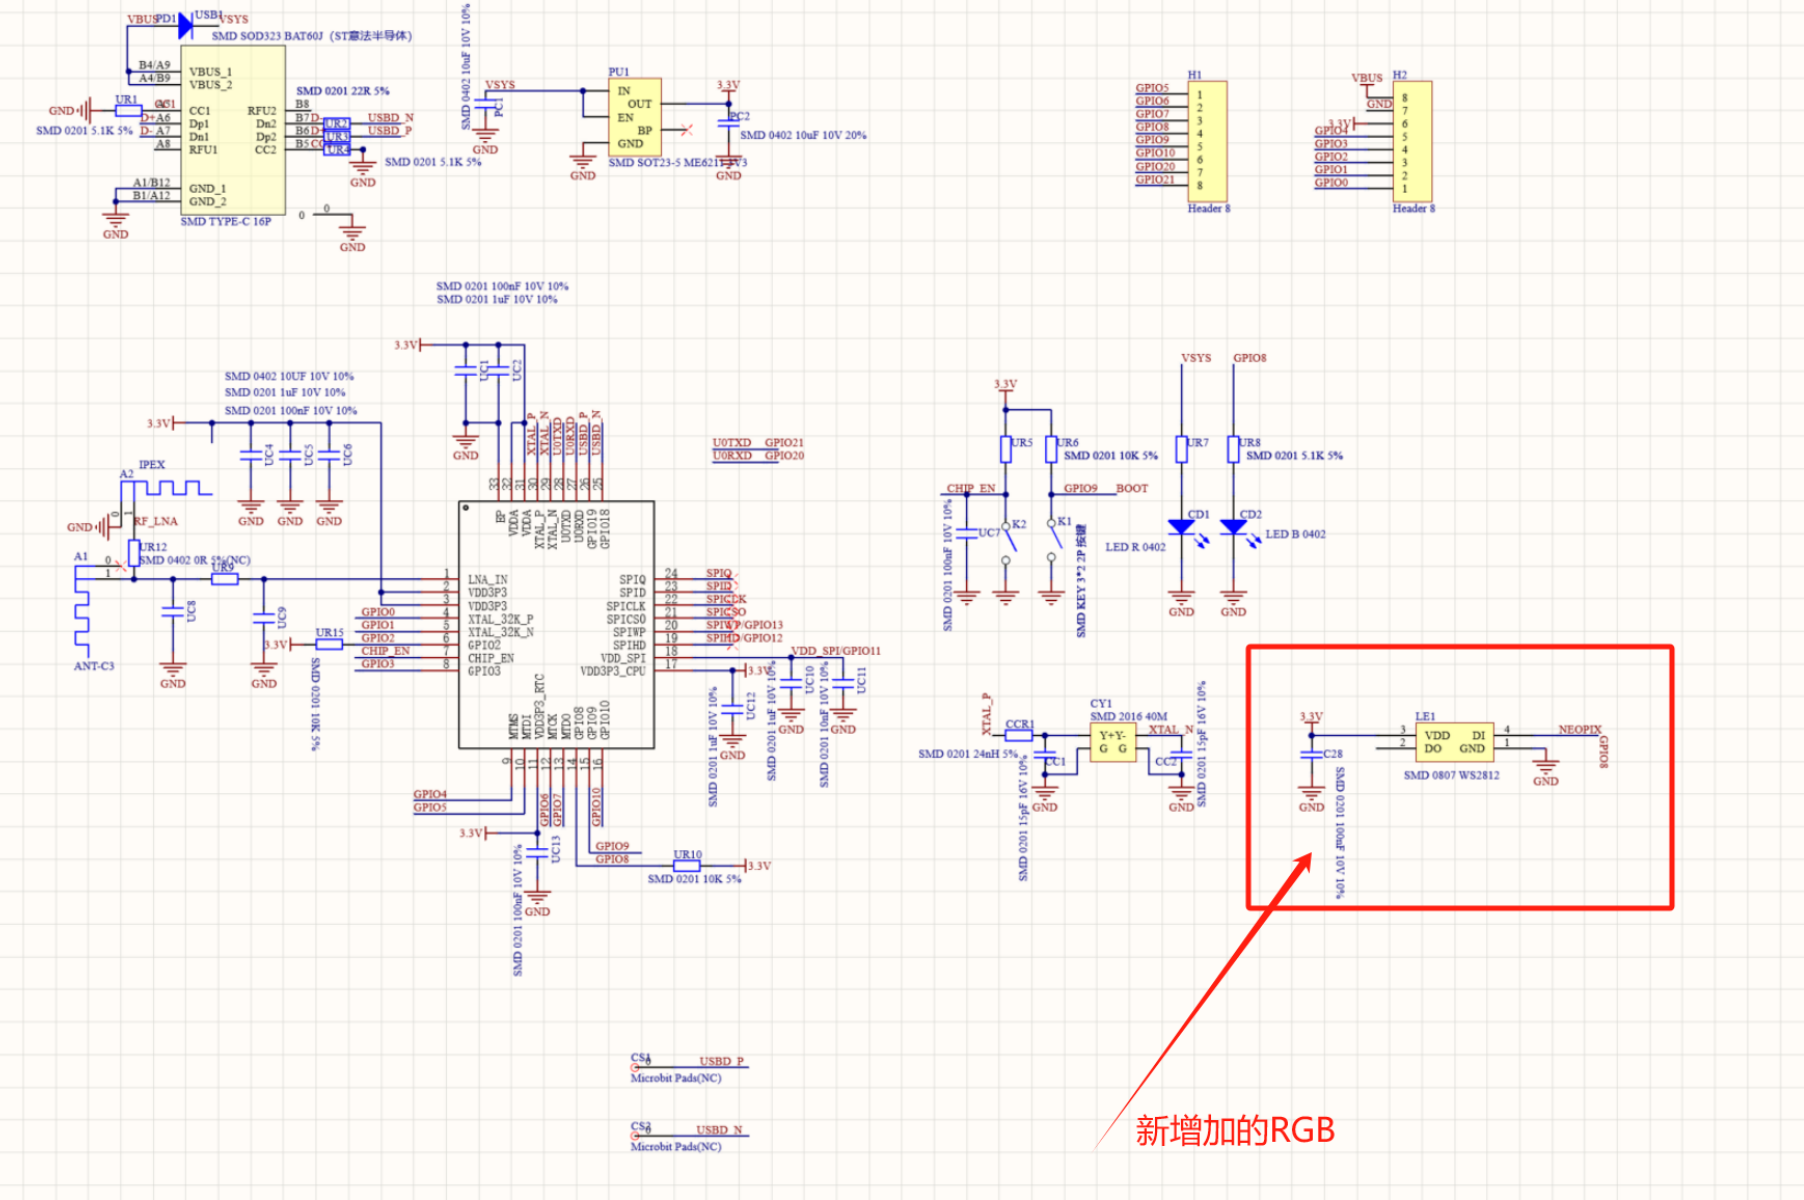 VBUS PD1 USB1 VSYS
SMD SOD323 BAT60J（ST意法半导体）
B4/A9 VBUS_1
A4/B9 VBUS_2
GND UR1 CC1 RFU2 B8
SMD 0201 22R 5%
D+ A6 Dp1 Dn2 B7 D- UR2 USBD_N
D- A7 Dn1 Dp2 B6 D+ UR3 USBD_P
A8 RFU1 CC2 B5 UR4
SMD 0201 5.1K 5%
SMD 0201 5.1K 5%
GND
A1/B12 GND_1
B1/A12 GND_2
SMD TYPE-C 16P
GND
0 0
GND
SMD 0402 10uF 10V 10%
VSYS
PC1
GND
PU1
IN
OUT
EN
BP
GND
SMD SOT23-5 ME6211 3V3
GND
3.3V
PC2
SMD 0402 10uF 10V 20%
GND
H1
GPIO5 1
GPIO6 2
GPIO7 3
GPIO8 4
GPIO9 5
GPIO10 6
GPIO20 7
GPIO21 8
Header 8
VBUS H2
8
GND 7
3.3V 6
GPIO4 5
GPIO3 4
GPIO2 3
GPIO1 2
GPIO0 1
Header 8
SMD 0201 100nF 10V 10%
SMD 0201 1uF 10V 10%
3.3V
UC1 UC2
GND
SMD 0402 10UF 10V 10%
SMD 0201 1uF 10V 10%
SMD 0201 100nF 10V 10%
3.3V
UC4 UC5 UC6
GND GND GND
IPEX
A2
0 1
GND RF_LNA
UR12
SMD 0402 0R 5%(NC)
A1 0
1
UR9
UC8 UC9
ANT-C3
GND GND
XTAL_P XTAL_N U0TXD U0RXD USBD_P USBD_N
33 32 31 30 29 28 27 26 25
BP VDDA VDDA XTAL_P XTAL_N U0TXD U0RXD GPIO19 GPIO18
1 LNA_IN
2 VDD3P3
3 VDD3P3
GPIO0 4 XTAL_32K_P
GPIO1 5 XTAL_32K_N
3.3V UR15 GPIO2 6 GPIO2
CHIP_EN 7 CHIP_EN
GPIO3 8 GPIO3
SMD 0201 10K 5%
SPIQ 24 SPIQ
SPID 23 SPID
SPICLK 22 SPICLK
SPICSO 21 SPICSO
SPIWP 20 SPIWP/GPIO13
SPIHD 19 SPIHD/GPIO12
VDD_SPI 18 VDD_SPI/GPIO11
VDD3P3_CPU 17 3.3V
MTMS MTDI VDD3P3_RTC MTCK MTDO GPIO8 GPIO9 GPIO10
9 10 11 12 13 14 15 16
GPIO4
GPIO5
GPIO6 GPIO7 GPIO10
3.3V
UC13
SMD 0201 100nF 10V 10%
GND
GPIO9
GPIO8
UR10
3.3V
SMD 0201 10K 5%
UC12
SMD 0201 1uF 10V 10%
GND
UC10
SMD 0201 1uF 10V 10%
GND
UC11
SMD 0201 10nF 10V 10%
GND
U0TXD GPIO21
U0RXD GPIO20
3.3V
UR5 UR6
SMD 0201 10K 5%
CHIP_EN GPIO9 BOOT
UC7
SMD 0201 100nF 10V 10%
K2 K1
SMD KEY 3*2 2P 按键
VSYS GPIO8
UR7 UR8
SMD 0201 5.1K 5%
CD1 CD2
LED R 0402 LED B 0402
GND GND
XTAL_P
CCR1
SMD 0201 24nH 5%
CC1
SMD 0201 15pF 16V 10%
GND
CY1
SMD 2016 40M
Y+ Y-
G G
XTAL_N
CC2
SMD 0201 15pF 16V 10%
GND
3.3V
C28
SMD 0201 100nF 10V 10%
GND
LE1
3 VDD DI 4 NEOPIX
2 DO GND 1
GPIO8
SMD 0807 WS2812
GND
CS1 0 USBD_P
Microbit Pads(NC)
CS2 0 USBD_N
Microbit Pads(NC)
新增加的RGB